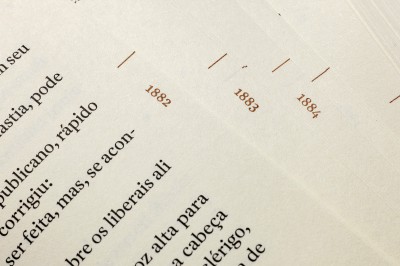 1882
1883
1884
seu
astia, pode
publicano, rápido
corrigiu:
ser feita, mas, se acon-
bre os liberais ali
oz alta para
a cabeça
lérigo,
a de